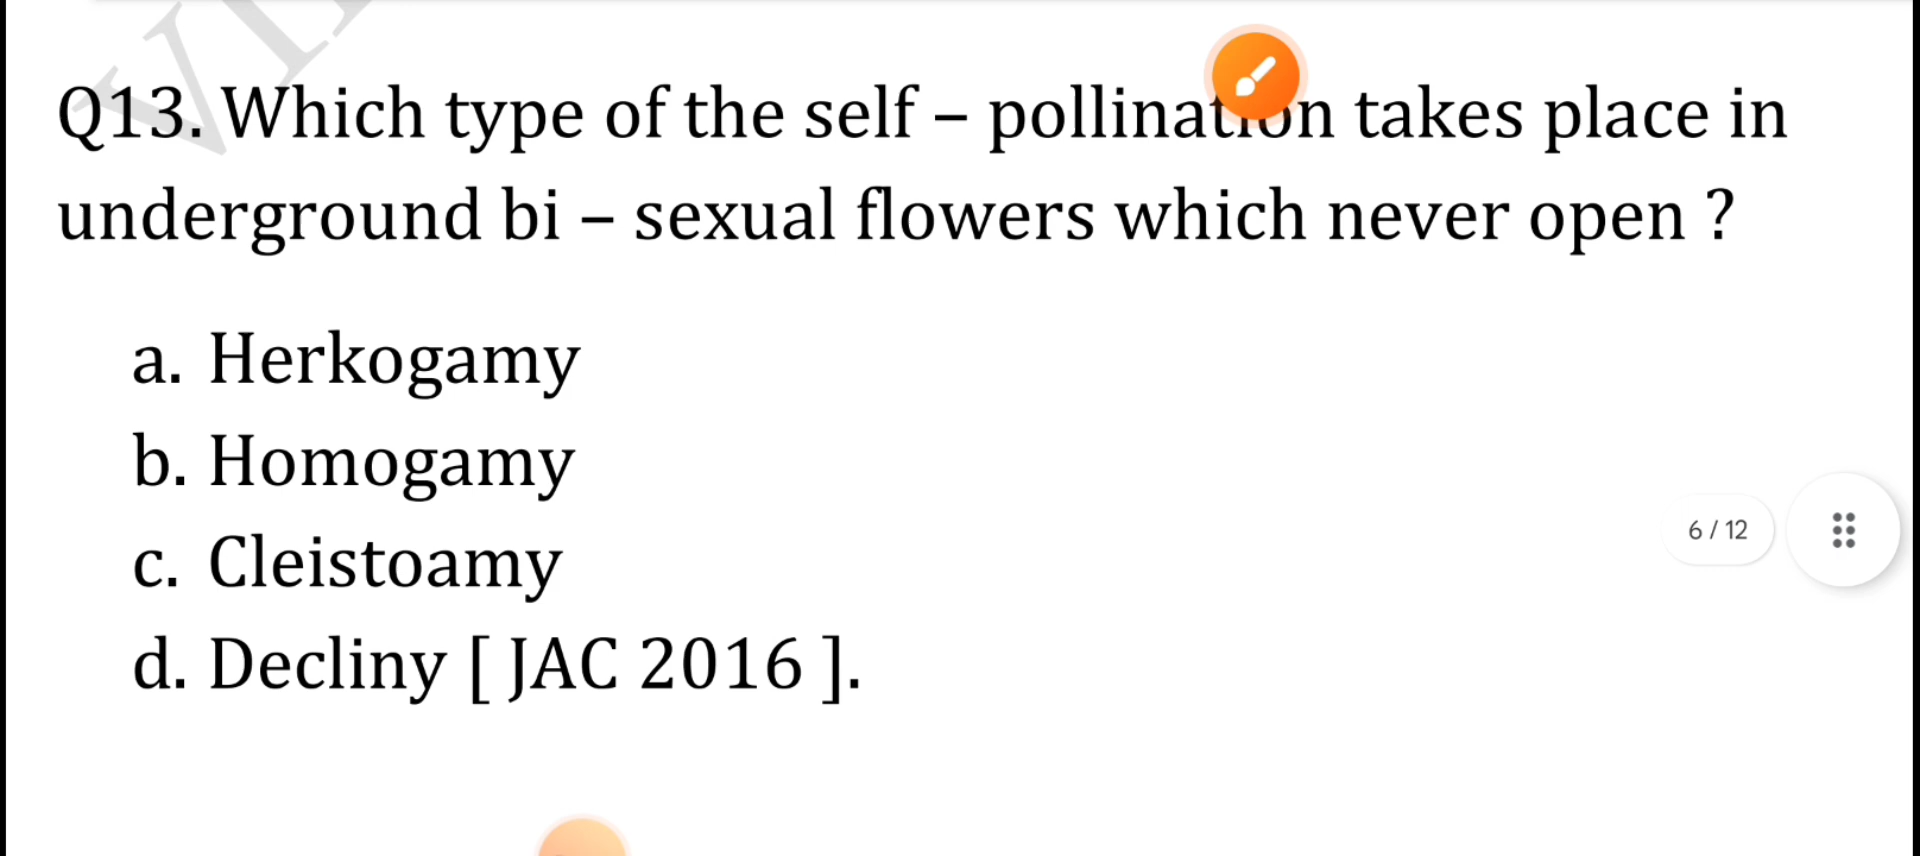 Q13. Which type of the self – pollination takes place in
underground bi – sexual flowers which never open ?
a. Herkogamy
b. Homogamy
c. Cleistoamy
d. Decliny [ JAC 2016 ].
6 / 12